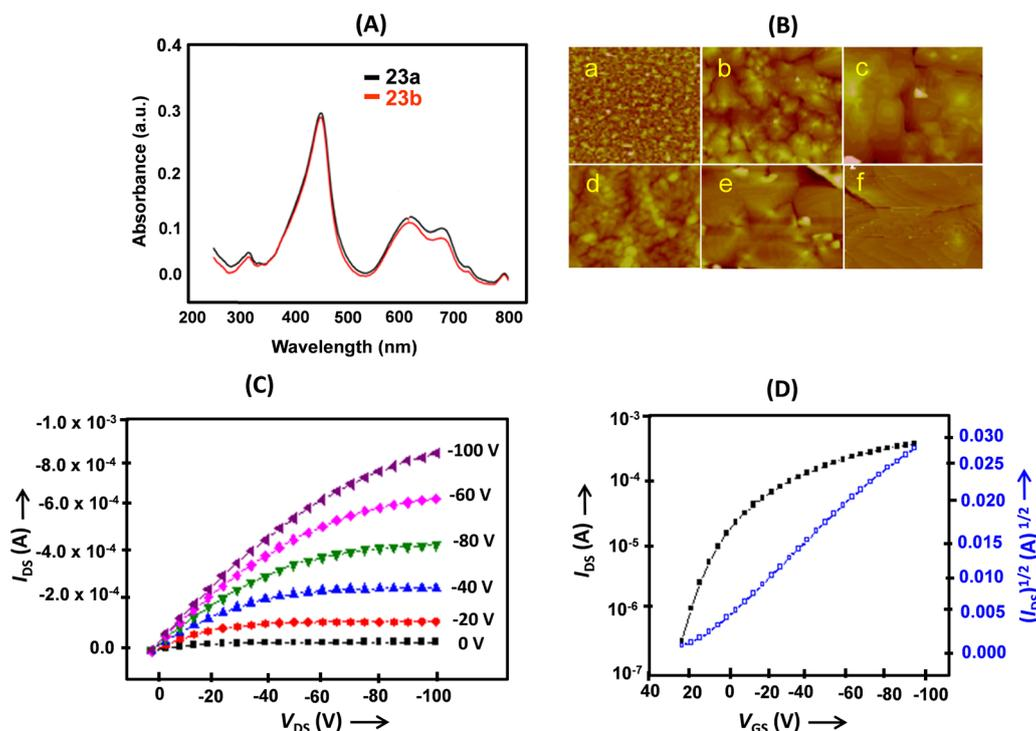 (A)
0.4
0.3
0.2
0.1
0.0
Absorbance (a.u.)
23a
23b
200 300 400 500 600 700 800
Wavelength (nm)
(B)
a b c
d e f
(C)
-1.0 x 10⁻³
-8.0 x 10⁻⁴
-6.0 x 10⁻⁴
-4.0 x 10⁻⁴
-2.0 x 10⁻⁴
0.0
I_DS (A) →
-100 V
-60 V
-80 V
-40 V
-20 V
0 V
0 -20 -40 -60 -80 -100
V_DS (V) →
(D)
10⁻³
10⁻⁴
10⁻⁵
10⁻⁶
10⁻⁷
I_DS (A) →
0.030
0.025
0.020
0.015
0.010
0.005
0.000
(I_DS)^1/2 (A)^1/2 →
40 20 0 -20 -40 -60 -80 -100
V_GS (V) →